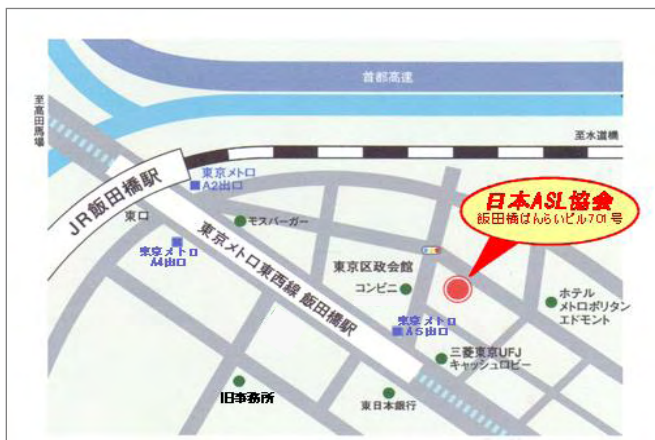 首都高速
至高田馬場
至水道橋
東京メトロ
A2出口
JR飯田橋駅
日本ASL協会
飯田橋ばんらいビル701号
東口
モスバーガー
東京メトロ
A4出口
東京メトロ東西線 飯田橋駅
東京区政会館
コンビニ
ホテル
メトロポリタン
エドモント
東京メトロ
A5出口
三菱東京UFJ
キャッシュロビー
旧事務所
東日本銀行